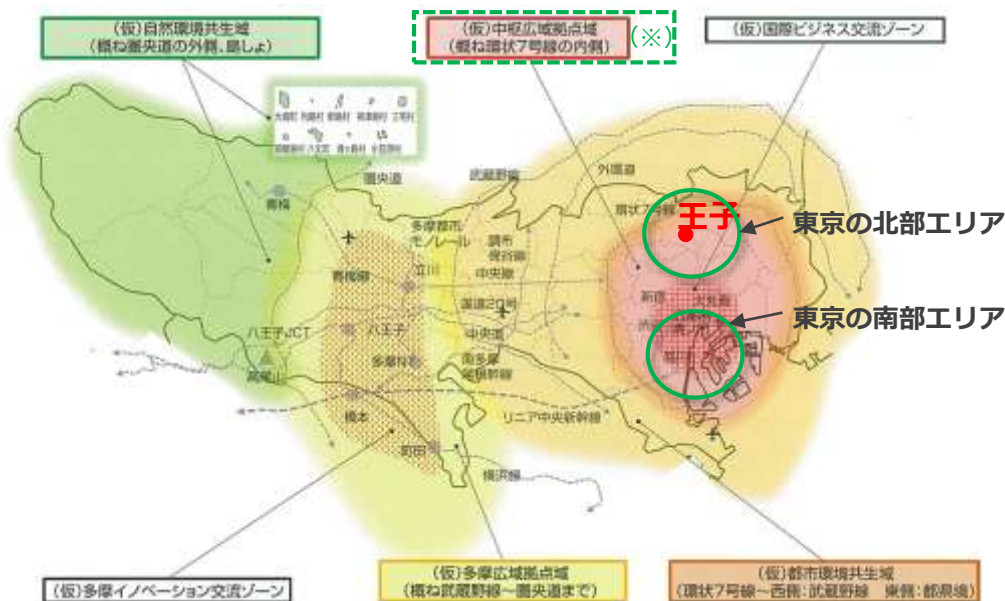 (仮)自然環境共生域
(概ね圏央道の外側、島しょ)
(仮)中枢広域拠点域
(概ね環状7号線の内側)
(※)
(仮)国際ビジネス交流ゾーン
圏央道
武蔵野線
外環道
青梅
環状7号線
王子
東京の北部エリア
多摩都市
モノレール
調布
保谷線
青梅線
立川
中央線
新宿
大丸有
国道20号
東京の南部エリア
八王子JCT
八王子
中央道
渋谷
品川
高尾山
多摩N
南多摩
尾根幹線
橋本
リニア中央新幹線
町田
横浜線
(仮)多摩イノベーション交流ゾーン
(仮)多摩広域拠点域
(概ね武蔵野線~圏央道まで)
(仮)都市環境共生域
(環状7号線~西側:武蔵野線 東側:都県境)